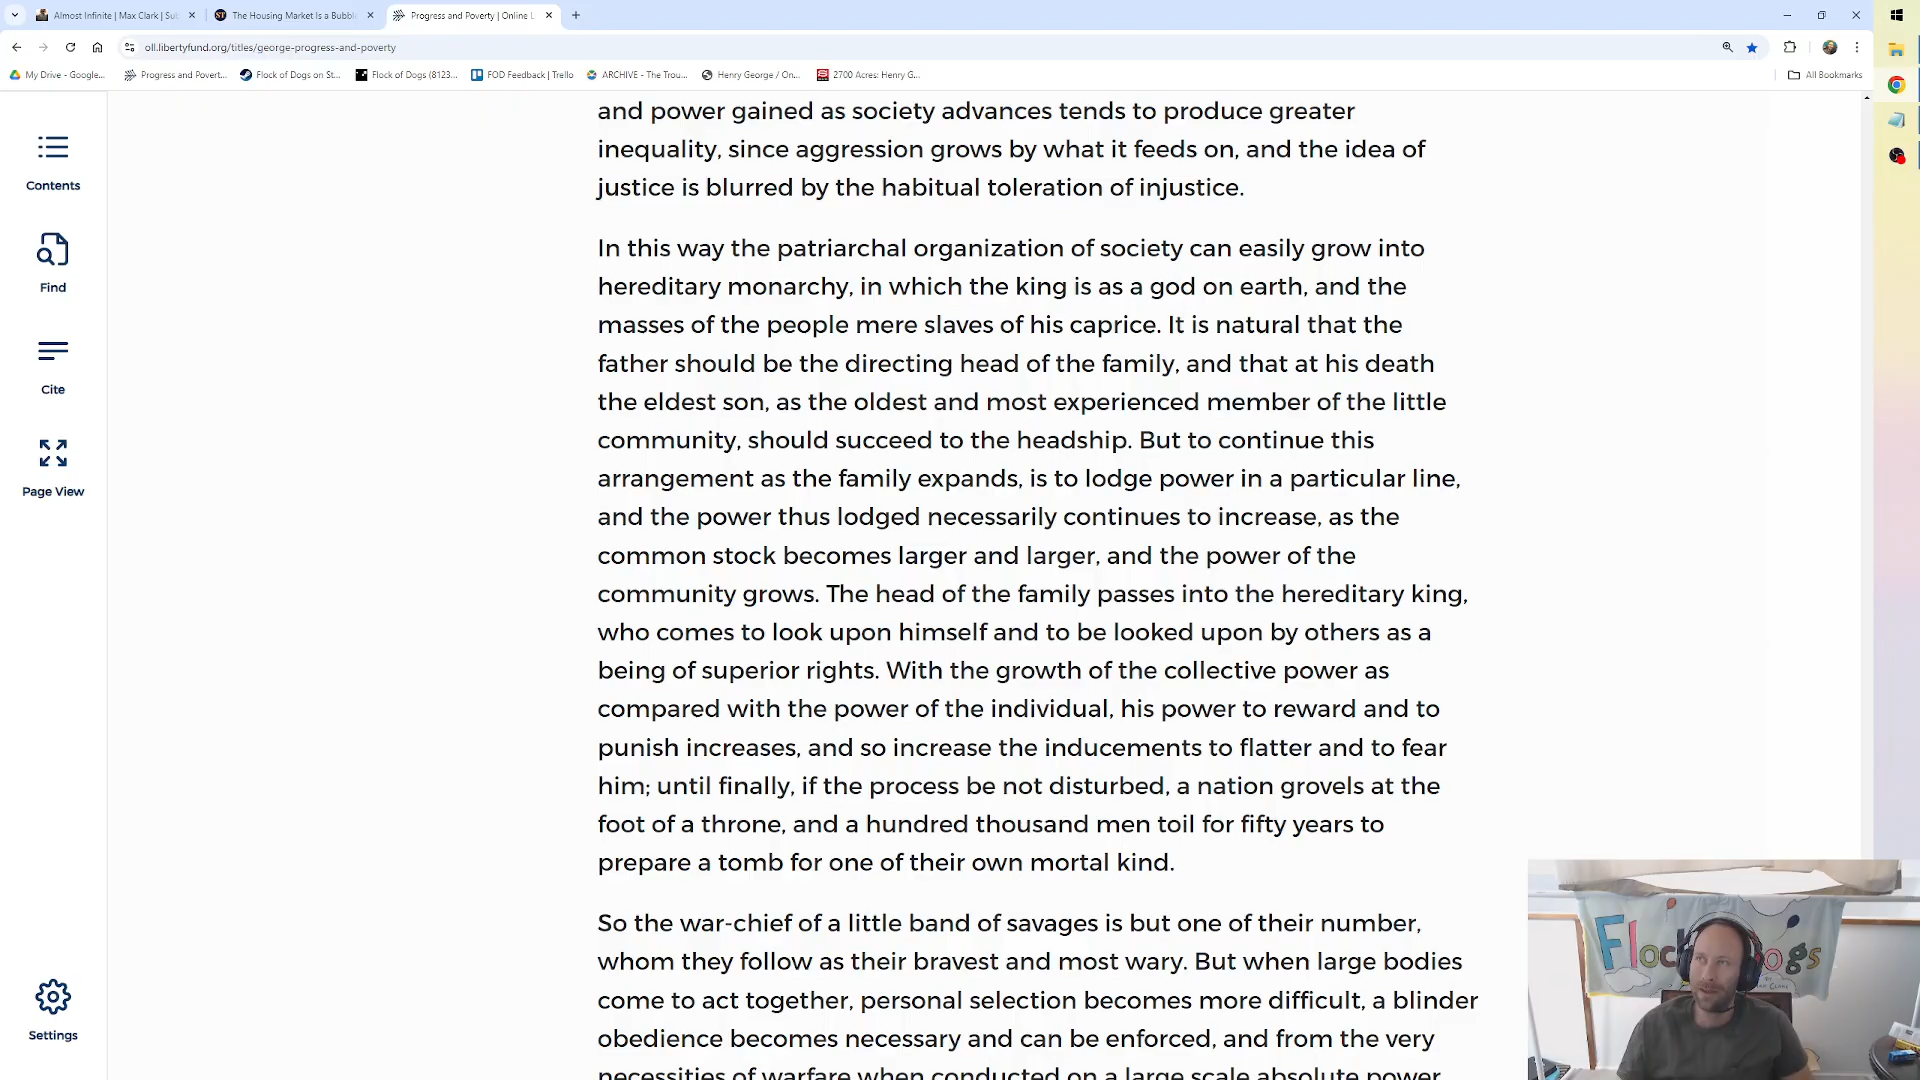 Almost Infinite | Max Clark | Sub
The Housing Market Is a Bubble
Progress and Poverty | Online L
oll.libertyfund.org/titles/george-progress-and-poverty
My Drive - Google...
Progress and Povert...
Flock of Dogs on St...
Flock of Dogs (8123...
FOD Feedback | Trello
ARCHIVE - The Trou...
Henry George / On...
2700 Acres: Henry G...
All Bookmarks
Contents
Find
Cite
Page View
Settings
and power gained as society advances tends to produce greater
inequality, since aggression grows by what it feeds on, and the idea of
justice is blurred by the habitual toleration of injustice.
In this way the patriarchal organization of society can easily grow into
hereditary monarchy, in which the king is as a god on earth, and the
masses of the people mere slaves of his caprice. It is natural that the
father should be the directing head of the family, and that at his death
the eldest son, as the oldest and most experienced member of the little
community, should succeed to the headship. But to continue this
arrangement as the family expands, is to lodge power in a particular line,
and the power thus lodged necessarily continues to increase, as the
common stock becomes larger and larger, and the power of the
community grows. The head of the family passes into the hereditary king,
who comes to look upon himself and to be looked upon by others as a
being of superior rights. With the growth of the collective power as
compared with the power of the individual, his power to reward and to
punish increases, and so increase the inducements to flatter and to fear
him; until finally, if the process be not disturbed, a nation grovels at the
foot of a throne, and a hundred thousand men toil for fifty years to
prepare a tomb for one of their own mortal kind.
So the war-chief of a little band of savages is but one of their number,
whom they follow as their bravest and most wary. But when large bodies
come to act together, personal selection becomes more difficult, a blinder
obedience becomes necessary and can be enforced, and from the very
necessities of warfare when conducted on a large scale absolute power